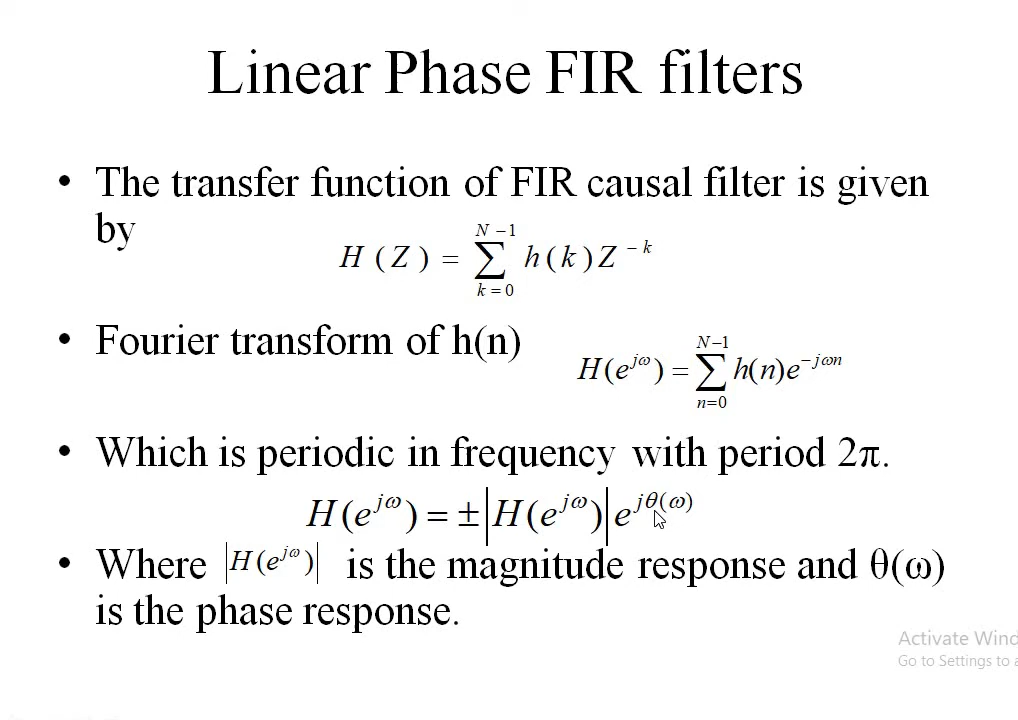 Linear Phase FIR filters
• The transfer function of FIR causal filter is given
by
H (Z) = ∑_{k=0}^{N−1} h(k) Z^{−k}
• Fourier transform of h(n)
H(e^{jω}) = ∑_{n=0}^{N−1} h(n)e^{−jωn}
• Which is periodic in frequency with period 2π.
H(e^{jω}) = ±|H(e^{jω})| e^{jθ(ω)}
• Where |H(e^{jω})| is the magnitude response and θ(ω)
is the phase response.
Activate Wind
Go to Settings to a